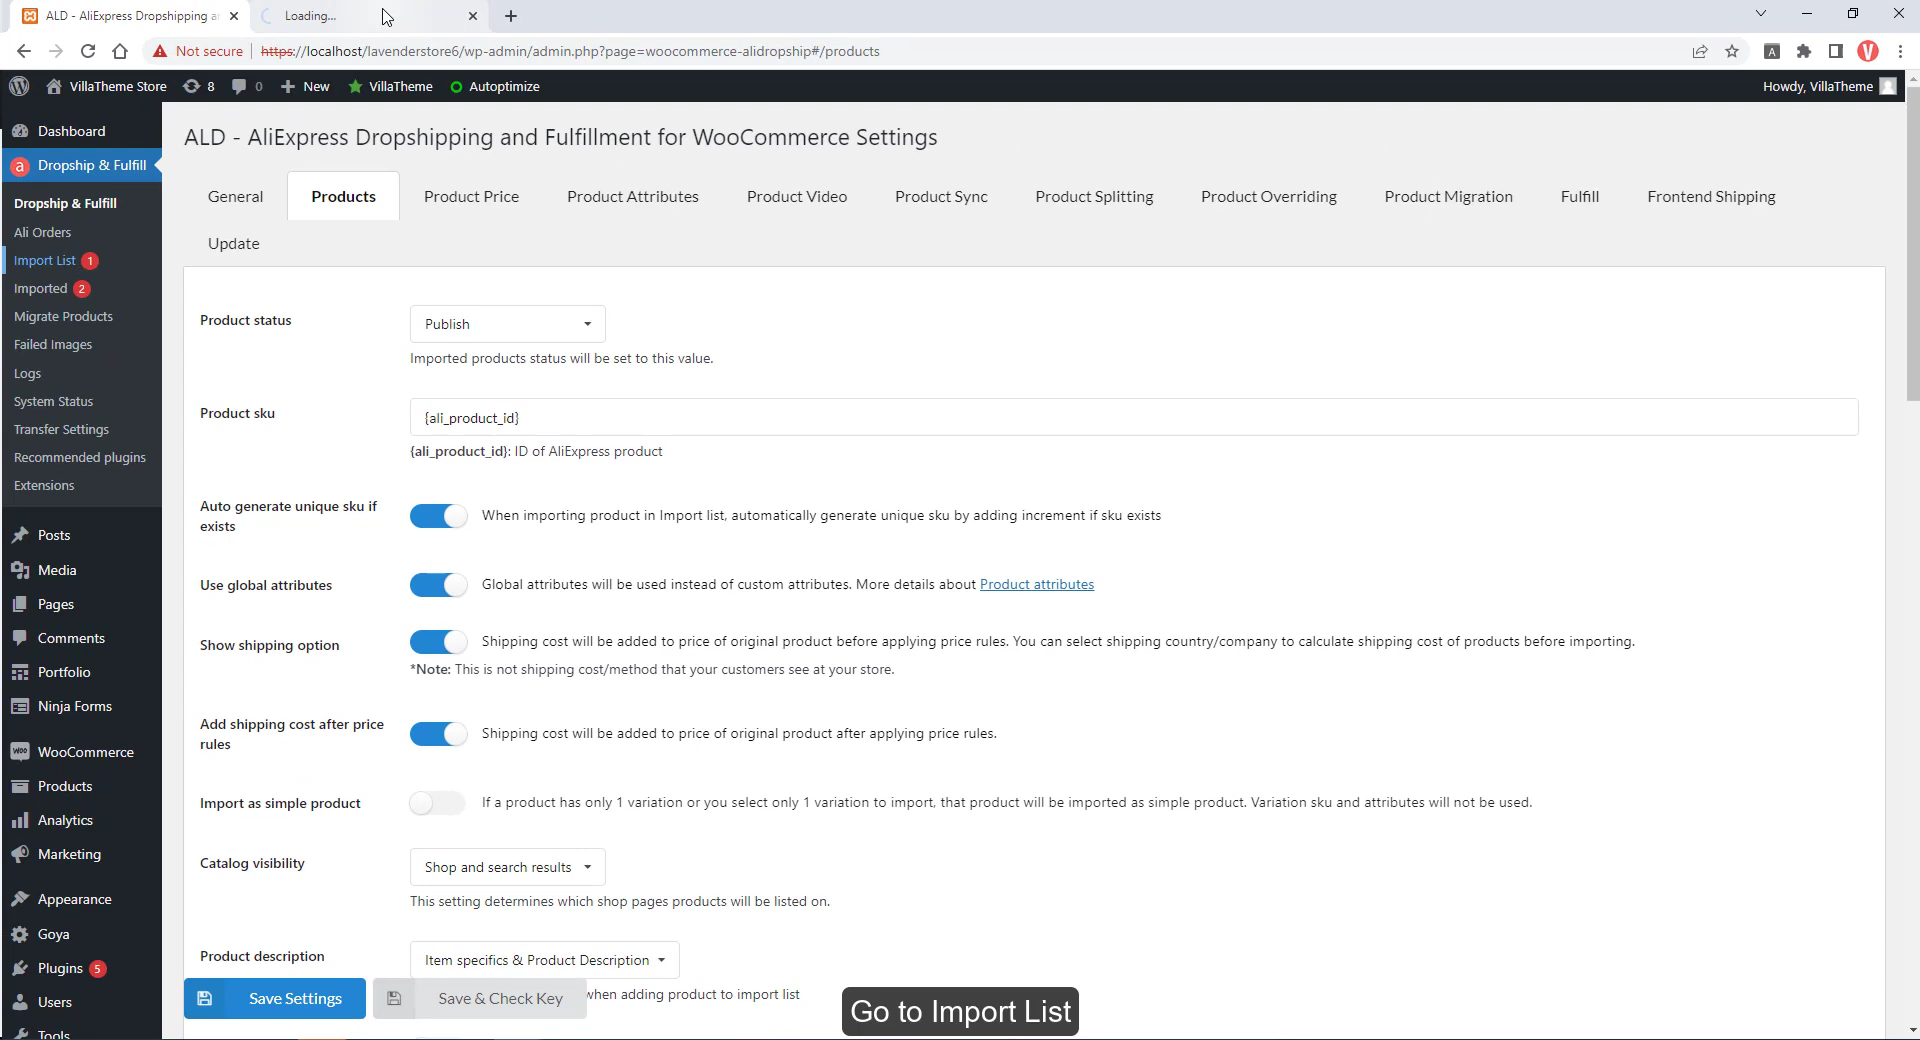 ALD - AliExpress Dropshipping an
Loading...
Not secure https://localhost/lavenderstore6/wp-admin/admin.php?page=woocommerce-alidropship#/products
VillaTheme Store 8 0 New VillaTheme Autoptimize Howdy, VillaTheme
Dashboard
Dropship & Fulfill
Dropship & Fulfill
Ali Orders
Import List 1
Imported 2
Migrate Products
Failed Images
Logs
System Status
Transfer Settings
Recommended plugins
Extensions
Posts
Media
Pages
Comments
Portfolio
Ninja Forms
WooCommerce
Products
Analytics
Marketing
Appearance
Goya
Plugins 5
Users
Tools
ALD - AliExpress Dropshipping and Fulfillment for WooCommerce Settings
General Products Product Price Product Attributes Product Video Product Sync Product Splitting Product Overriding Product Migration Fulfill Frontend Shipping
Update
Product status
Publish
Imported products status will be set to this value.
Product sku
{ali_product_id}
{ali_product_id}: ID of AliExpress product
Auto generate unique sku if
exists
When importing product in Import list, automatically generate unique sku by adding increment if sku exists
Use global attributes
Global attributes will be used instead of custom attributes. More details about Product attributes
Show shipping option
Shipping cost will be added to price of original product before applying price rules. You can select shipping country/company to calculate shipping cost of products before importing.
*Note: This is not shipping cost/method that your customers see at your store.
Add shipping cost after price
rules
Shipping cost will be added to price of original product after applying price rules.
Import as simple product
If a product has only 1 variation or you select only 1 variation to import, that product will be imported as simple product. Variation sku and attributes will not be used.
Catalog visibility
Shop and search results
This setting determines which shop pages products will be listed on.
Product description
Item specifics & Product Description
when adding product to import list
Save Settings
Save & Check Key
Go to Import List